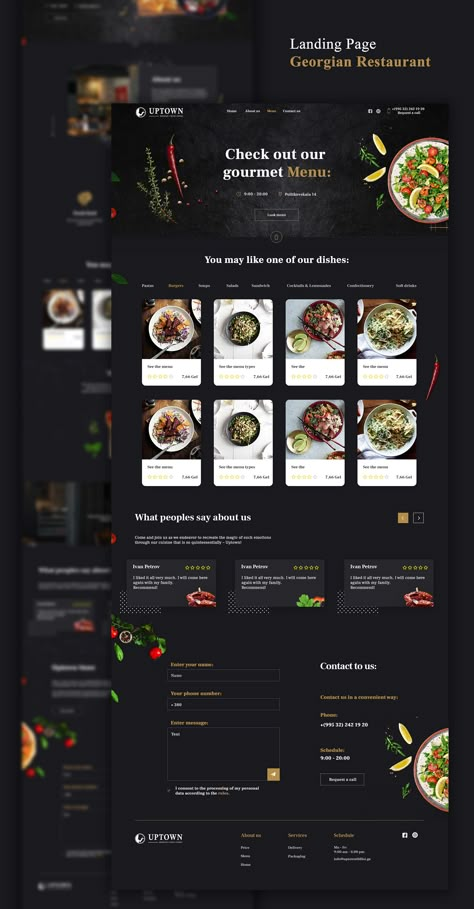 Landing Page
Georgian Restaurant
UPTOWN
Home
About us
Menu
Contact us
+(995 32) 242 19 20
Request a call
Check out our
gourmet Menu:
9:00 - 20:00
Look menu
You may like one of our dishes:
Pastas
Burgers
Soups
Salads
Sandwich
Cocktails & Lemonades
Confectionery
Soft drinks
See the menu
7,66 Gel
See the menu types
7,66 Gel
See the
7,66 Gel
See the menu
7,66 Gel
See the menu
7,66 Gel
See the menu types
7,66 Gel
See the
7,66 Gel
See the menu
7,66 Gel
What peoples say about us
Come and join us as we endeavor to recreate the magic of such emotions
through our cuisine that is so quintessentially – Uptown!
Ivan Petrov
I liked it all very much. I will come here
again with my family.
Recomment!
Ivan Petrov
I liked it all very much. I will come here
again with my family.
Recomment!
Ivan Petrov
I liked it all very much. I will come here
again with my family.
Recomment!
Enter your name:
Name
Your phone number:
+ 380
Enter message:
Text
I consent to the processing of my personal
data according to the rules.
Contact to us:
Contact us in a convenient way:
Phone:
+(995 32) 242 19 20
Schedule:
9:00 - 20:00
Request a call
UPTOWN
About us
Price
Menu
Home
Services
Delivery
Packaging
Schedule
Mn - Fr:
9:00 am - 6:00 pm
About us